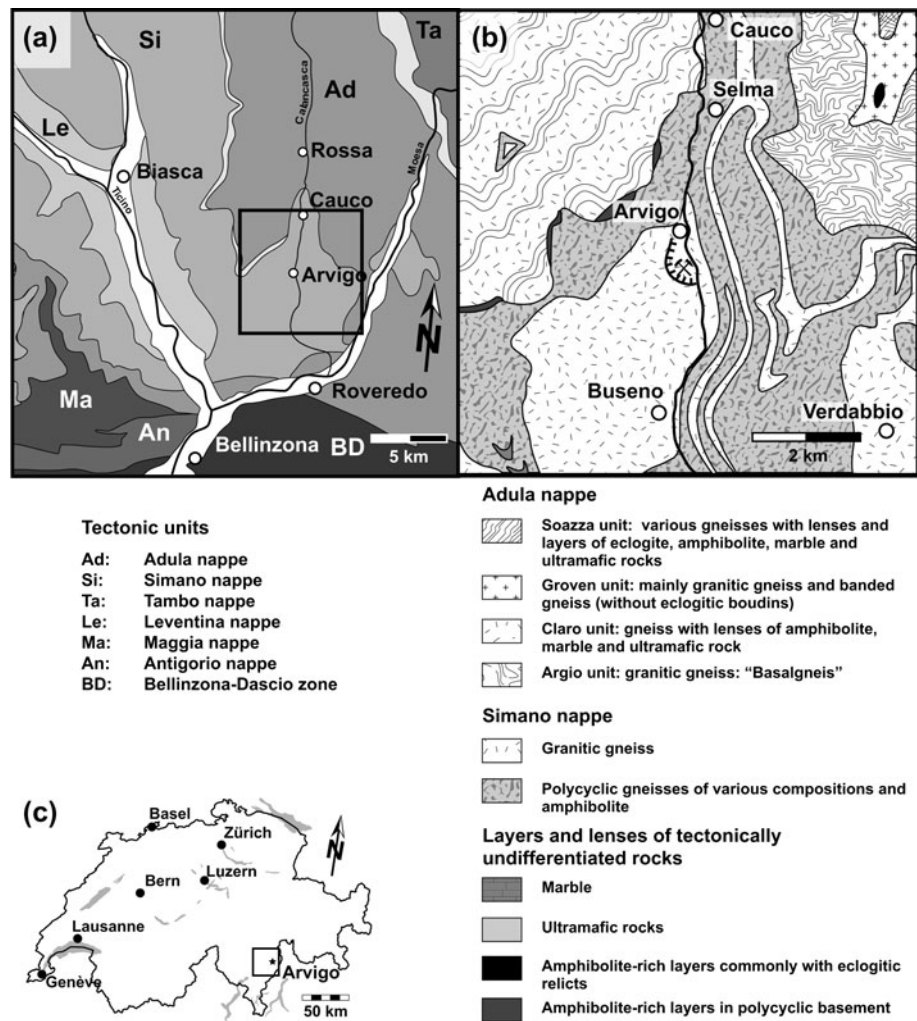 (a)
Si
Ta
Ad
Calancasca
Le
Rossa
Moesa
Biasca
Ticino
Cauco
Arvigo
N
Ma
Roveredo
An
Bellinzona
BD
5 km
(b)
Cauco
Selma
Arvigo
Buseno
Verdabbio
2 km
Tectonic units
Ad: Adula nappe
Si: Simano nappe
Ta: Tambo nappe
Le: Leventina nappe
Ma: Maggia nappe
An: Antigorio nappe
BD: Bellinzona-Dascio zone
Adula nappe
Soazza unit: various gneisses with lenses and
layers of eclogite, amphibolite, marble and
ultramafic rocks
Groven unit: mainly granitic gneiss and banded
gneiss (without eclogitic boudins)
Claro unit: gneiss with lenses of amphibolite,
marble and ultramafic rock
Argio unit: granitic gneiss: “Basalgneis”
Simano nappe
Granitic gneiss
Polycyclic gneisses of various compositions and
amphibolite
Layers and lenses of tectonically
undifferentiated rocks
Marble
Ultramafic rocks
Amphibolite-rich layers commonly with eclogitic
relicts
Amphibolite-rich layers in polycyclic basement
(c)
Basel
Zürich
N
Bern
Luzern
Lausanne
Genève
Arvigo
50 km